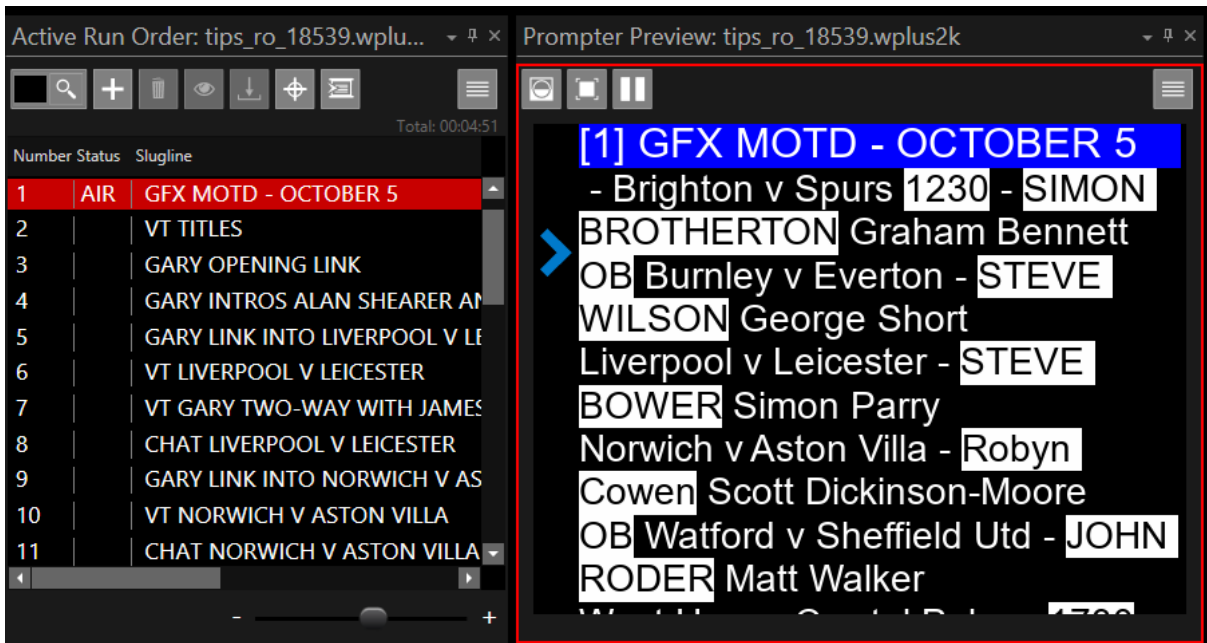 Active Run Order: tips_ro_18539.wplu...
Total: 00:04:51
Number Status Slugline
1 AIR GFX MOTD - OCTOBER 5
2 VT TITLES
3 GARY OPENING LINK
4 GARY INTROS ALAN SHEARER AN
5 GARY LINK INTO LIVERPOOL V LE
6 VT LIVERPOOL V LEICESTER
7 VT GARY TWO-WAY WITH JAMES
8 CHAT LIVERPOOL V LEICESTER
9 GARY LINK INTO NORWICH V AS
10 VT NORWICH V ASTON VILLA
11 CHAT NORWICH V ASTON VILLA
- +
Prompter Preview: tips_ro_18539.wplus2k
[1] GFX MOTD - OCTOBER 5
- Brighton v Spurs 1230 - SIMON
BROTHERTON Graham Bennett
OB Burnley v Everton - STEVE
WILSON George Short
Liverpool v Leicester - STEVE
BOWER Simon Parry
Norwich v Aston Villa - Robyn
Cowen Scott Dickinson-Moore
OB Watford v Sheffield Utd - JOHN
RODER Matt Walker